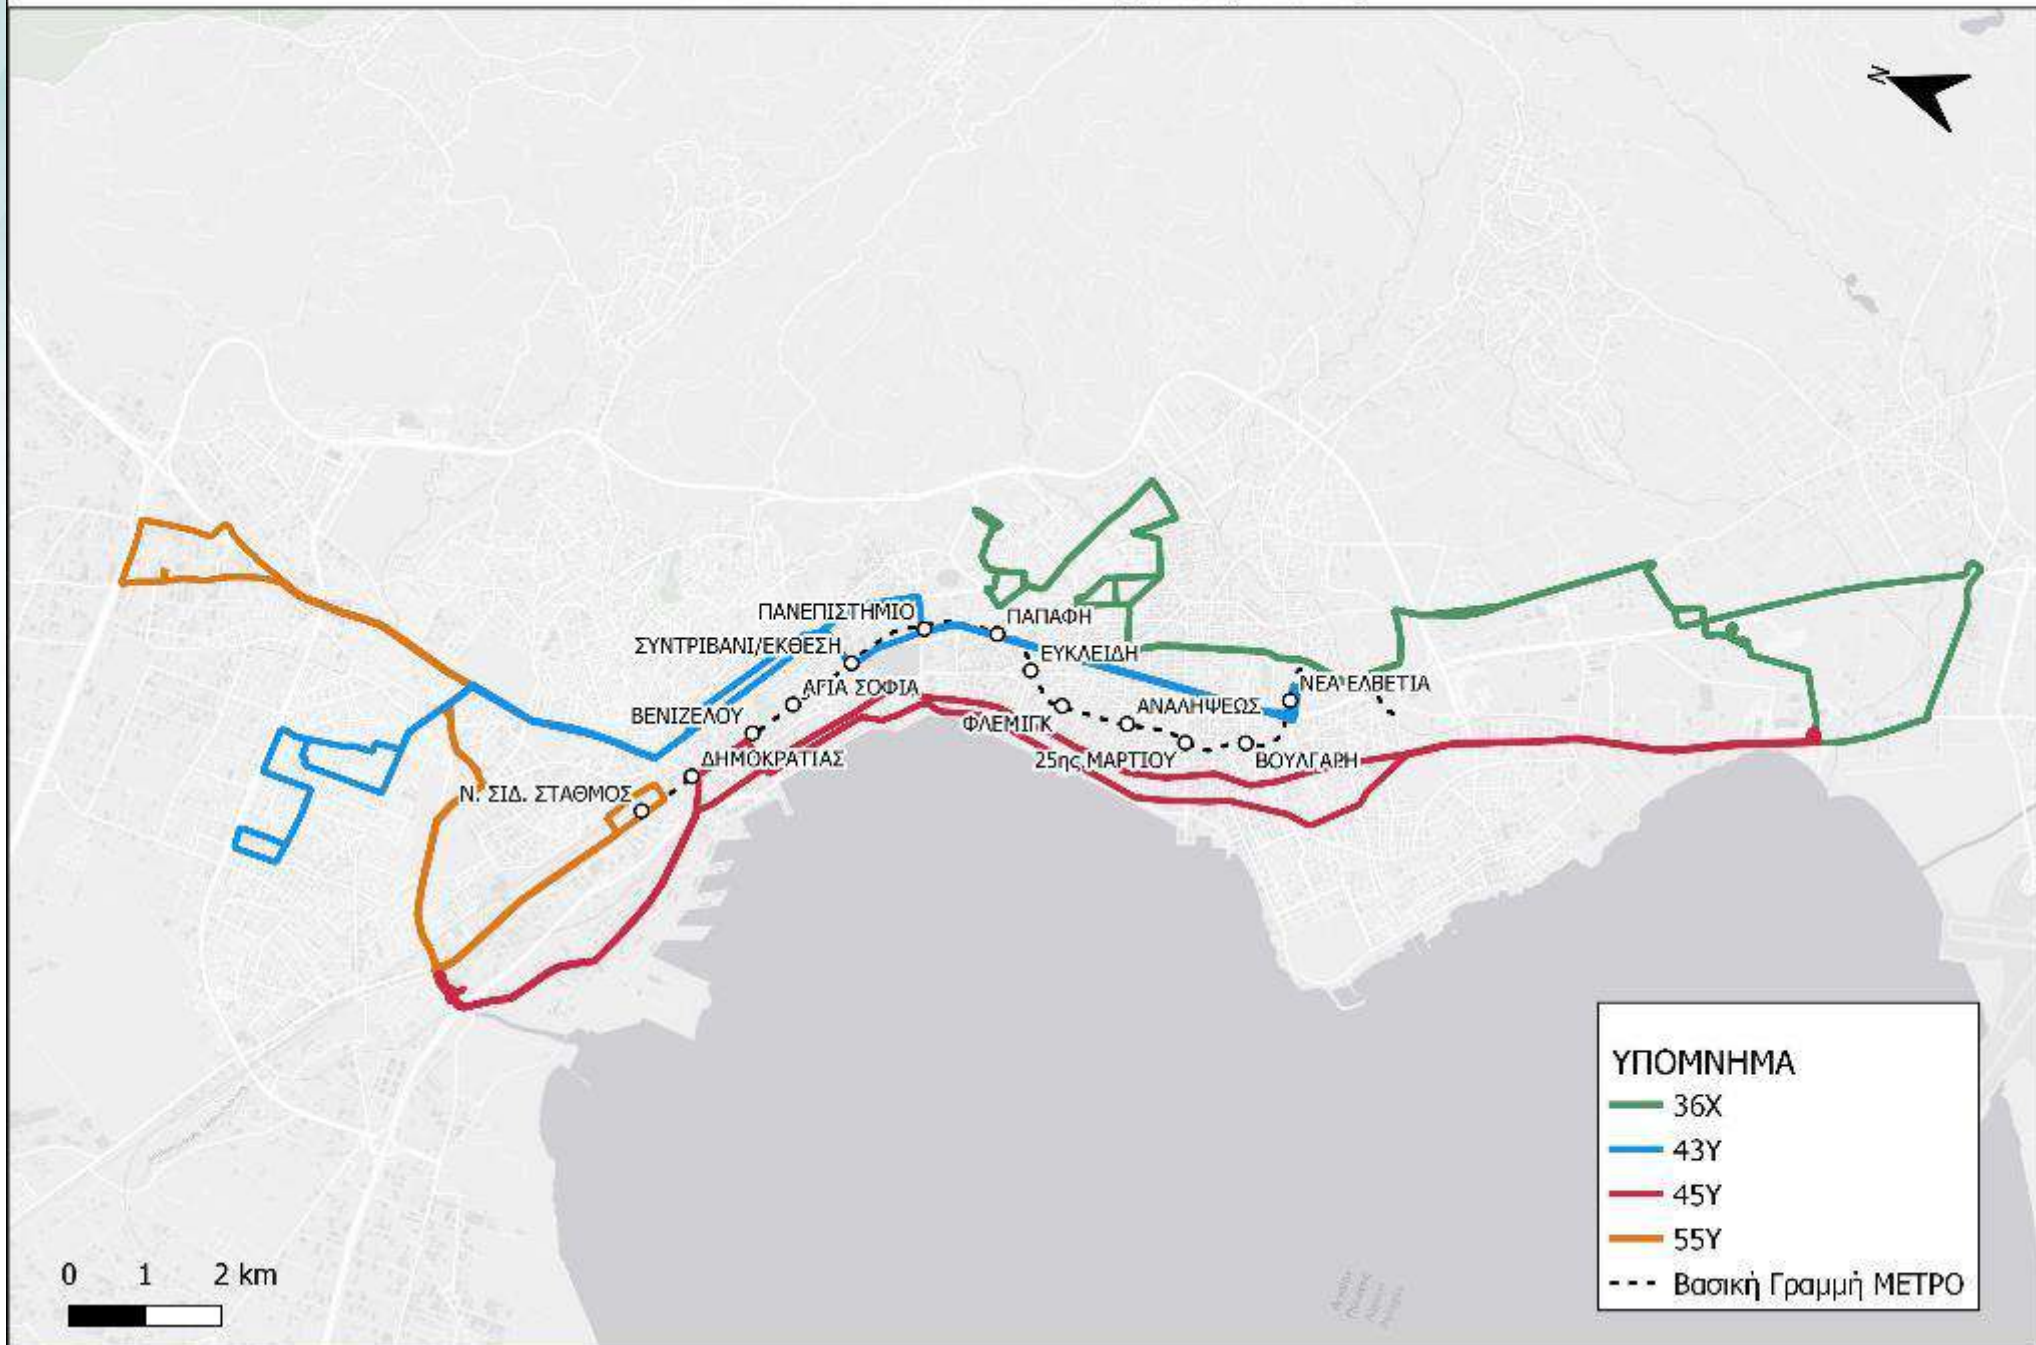 N
ΠΑΝΕΠΙΣΤΗΜΙΟ
ΠΑΠΑΦΗ
ΣΥΝΤΡΙΒΑΝΙ/ΕΚΘΕΣΗ
ΕΥΚΛΕΙΔΗ
ΑΓΙΑ ΣΟΦΙΑ
ΝΕΑ ΕΛΒΕΤΙΑ
ΒΕΝΙΖΕΛΟΥ
ΑΝΑΛΗΨΕΩΣ
ΦΛΕΜΙΓΚ
ΔΗΜΟΚΡΑΤΙΑΣ
25ης ΜΑΡΤΙΟΥ
ΒΟΥΛΓΑΡΗ
Ν. ΣΙΔ. ΣΤΑΘΜΟΣ
ΥΠΟΜΝΗΜΑ
36Χ
43Υ
45Υ
55Υ
Βασική Γραμμή ΜΕΤΡΟ
0 1 2 km